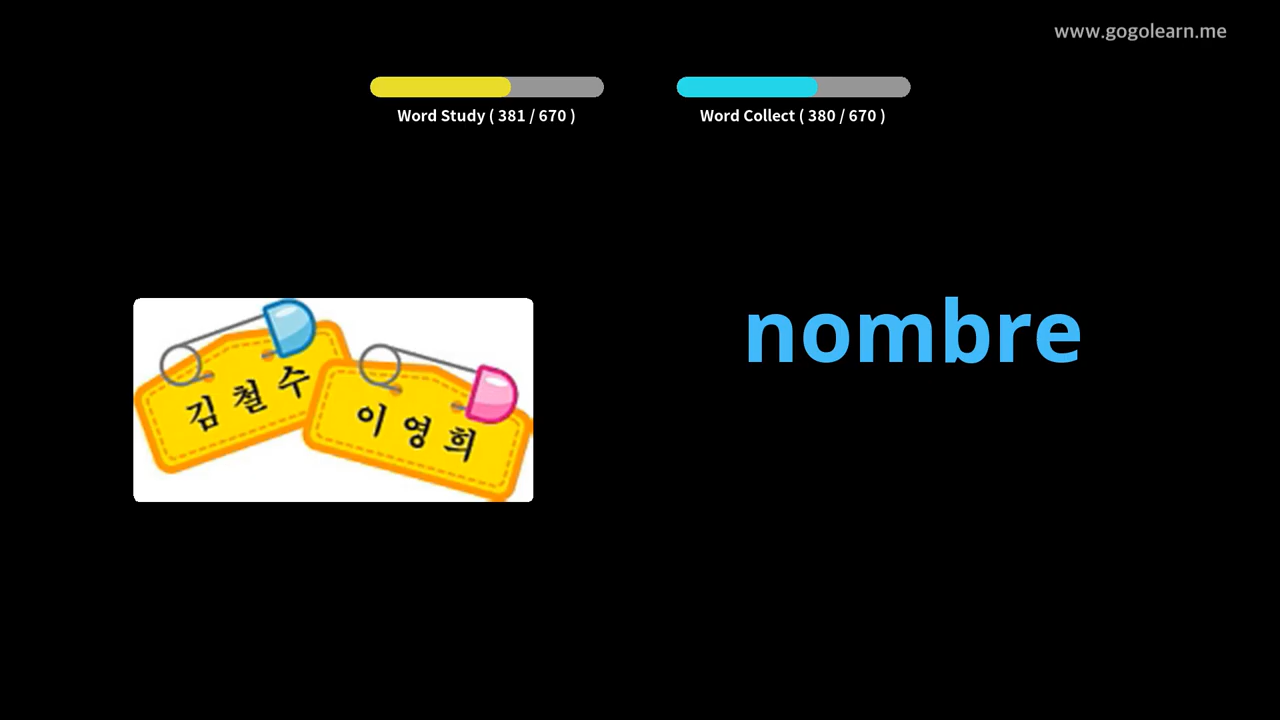 www.gogolearn.me
Word Study ( 381 / 670 )
Word Collect ( 380 / 670 )
nombre
김철수
이영희